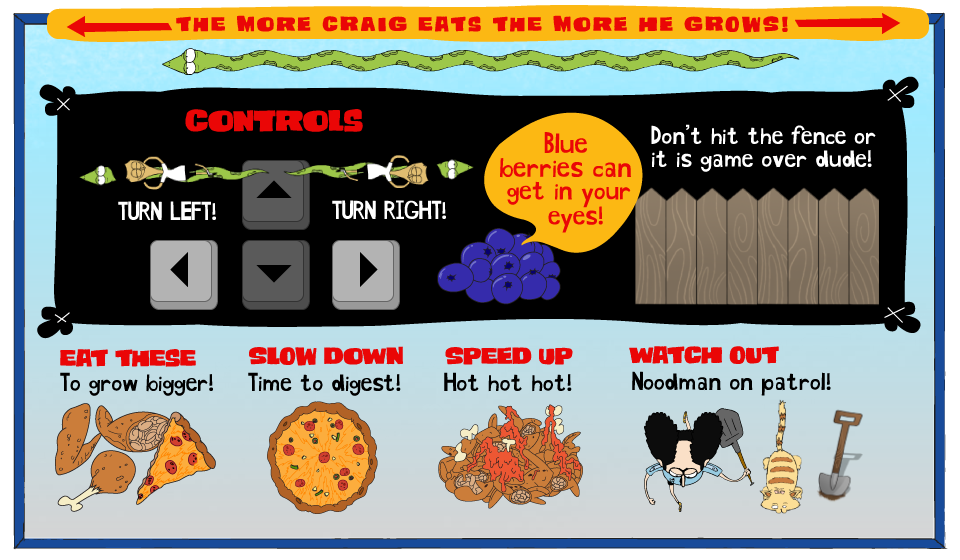 THE MORE CRAIG EATS THE MORE HE GROWS!
CONTROLS
TURN LEFT!
TURN RIGHT!
Blue
berries can
get in your
eyes!
Don't hit the fence or
it is game over dude!
EAT THESE
To grow bigger!
SLOW DOWN
Time to digest!
SPEED UP
Hot hot hot!
WATCH OUT
Noodman on patrol!